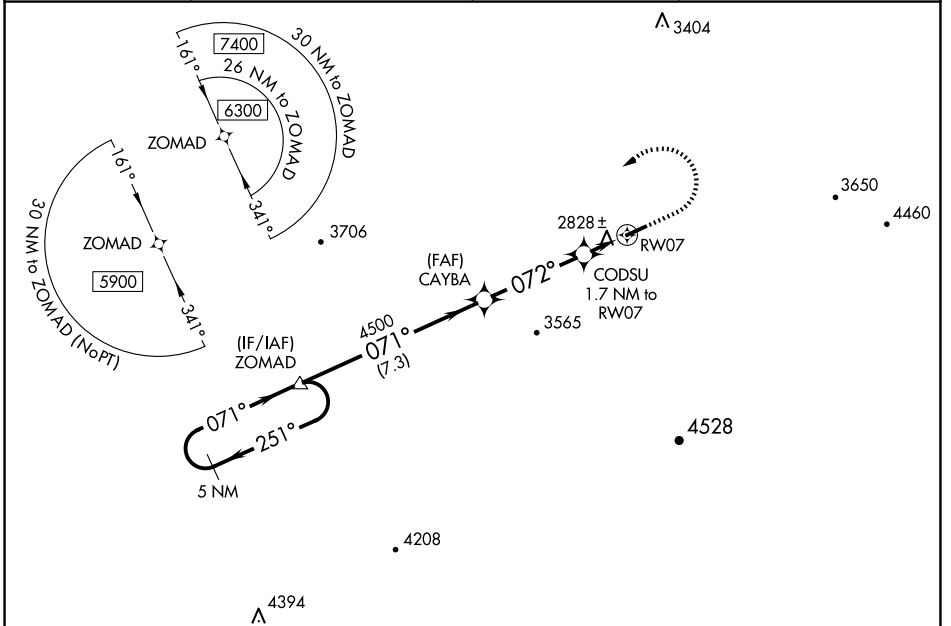 3404
30 NM to ZOMAD
7400
161°
26 NM to ZOMAD
6300
ZOMAD
341°
161°
ZOMAD
5900
341°
30 NM to ZOMAD (NoPT)
3706
3650
4460
2828±
RW07
(FAF)
CAYBA
072°
CODSU
1.7 NM to
RW07
3565
4500
071°
(7.3)
(IF/IAF)
ZOMAD
071°
251°
5 NM
4528
4208
4394